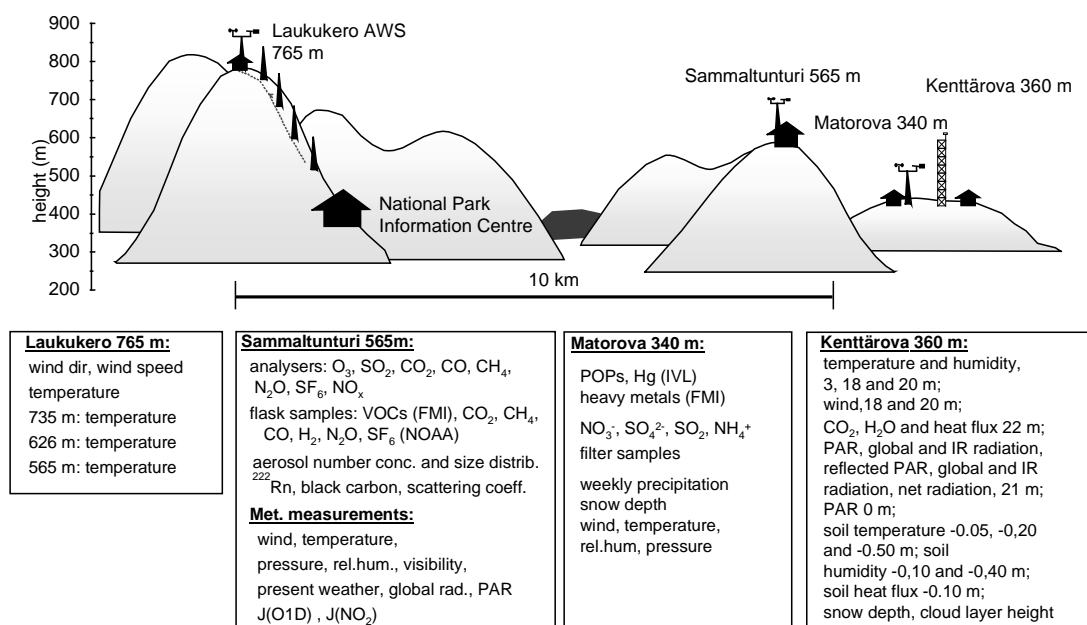 900
800
700
600
500
400
300
200
height (m)
Laukukero AWS
765 m
National Park
Information Centre
Sammaltunturi 565 m
Matorova 340 m
Kenttärova 360 m
10 km
Laukukero 765 m:
wind dir, wind speed
temperature
735 m: temperature
626 m: temperature
565 m: temperature
Sammaltunturi 565m:
analysers: O₃, SO₂, CO₂, CO, CH₄,
N₂O, SF₆, NOₓ
flask samples: VOCs (FMI), CO₂, CH₄,
CO, H₂, N₂O, SF₆ (NOAA)
aerosol number conc. and size distrib.
²²²Rn, black carbon, scattering coeff.
Met. measurements:
wind, temperature,
pressure, rel.hum., visibility,
present weather, global rad., PAR
J(O1D) , J(NO₂)
Matorova 340 m:
POPs, Hg (IVL)
heavy metals (FMI)
NO₃⁻, SO₄²⁻, SO₂, NH₄⁺
filter samples
weekly precipitation
snow depth
wind, temperature,
rel.hum, pressure
Kenttärova 360 m:
temperature and humidity,
3, 18 and 20 m;
wind,18 and 20 m;
CO₂, H₂O and heat flux 22 m;
PAR, global and IR radiation,
reflected PAR, global and IR
radiation, net radiation, 21 m;
PAR 0 m;
soil temperature -0.05, -0,20
and -0.50 m; soil
humidity -0,10 and -0,40 m;
soil heat flux -0.10 m;
snow depth, cloud layer height